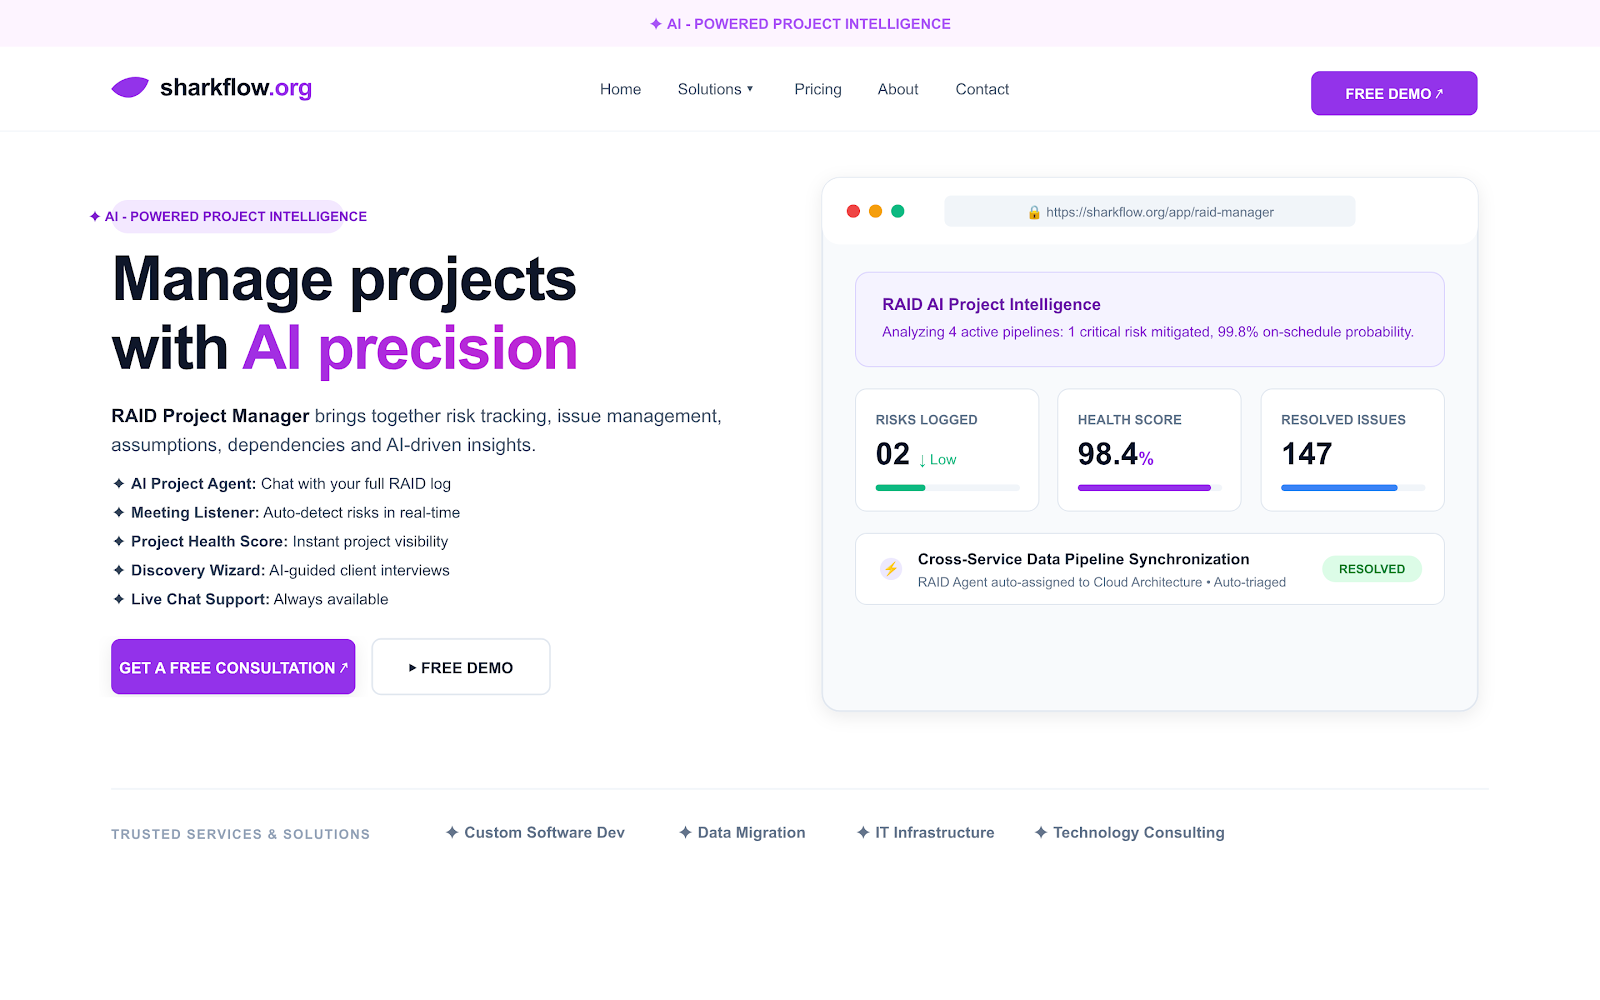 ✦ AI - POWERED PROJECT INTELLIGENCE
sharkflow.org
Home
Solutions ▾
Pricing
About
Contact
FREE DEMO ↗
✦ AI - POWERED PROJECT INTELLIGENCE
Manage projects
with AI precision
RAID Project Manager brings together risk tracking, issue management,
assumptions, dependencies and AI-driven insights.
✦ AI Project Agent: Chat with your full RAID log
✦ Meeting Listener: Auto-detect risks in real-time
✦ Project Health Score: Instant project visibility
✦ Discovery Wizard: AI-guided client interviews
✦ Live Chat Support: Always available
GET A FREE CONSULTATION ↗
▸ FREE DEMO
🔒 https://sharkflow.org/app/raid-manager
RAID AI Project Intelligence
Analyzing 4 active pipelines: 1 critical risk mitigated, 99.8% on-schedule probability.
RISKS LOGGED
02 ↓ Low
HEALTH SCORE
98.4%
RESOLVED ISSUES
147
⚡ Cross-Service Data Pipeline Synchronization
RAID Agent auto-assigned to Cloud Architecture • Auto-triaged
RESOLVED
TRUSTED SERVICES & SOLUTIONS
✦ Custom Software Dev
✦ Data Migration
✦ IT Infrastructure
✦ Technology Consulting